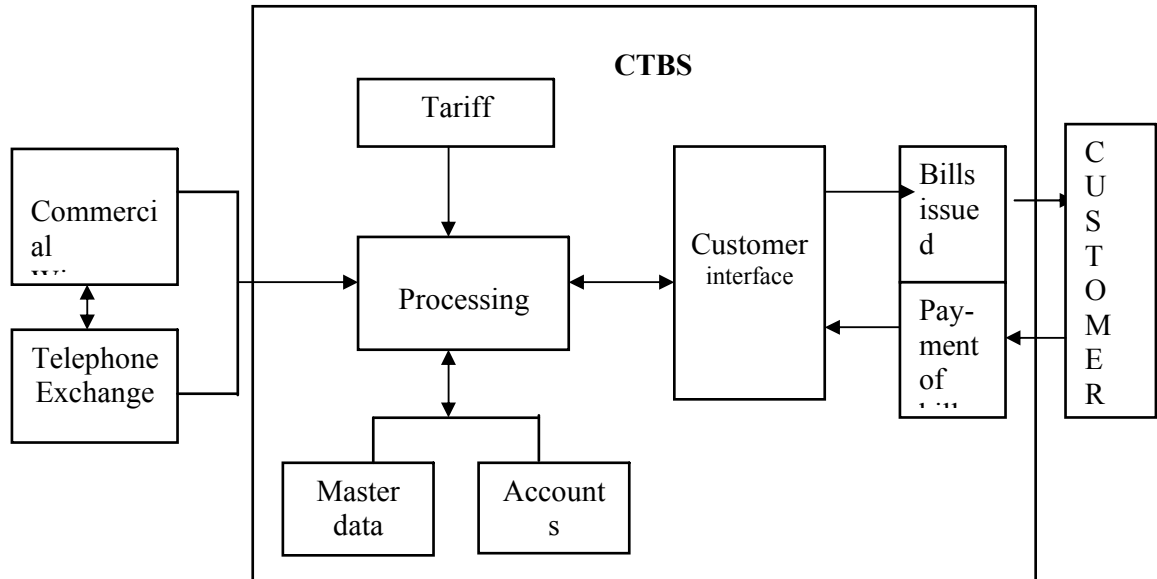 CTBS
Tariff
Commerci
al
Telephone
Exchange
Processing
Customer
interface
Bills
issue
d
Pay-
ment
of
Master
data
Account
s
C
U
S
T
O
M
E
R